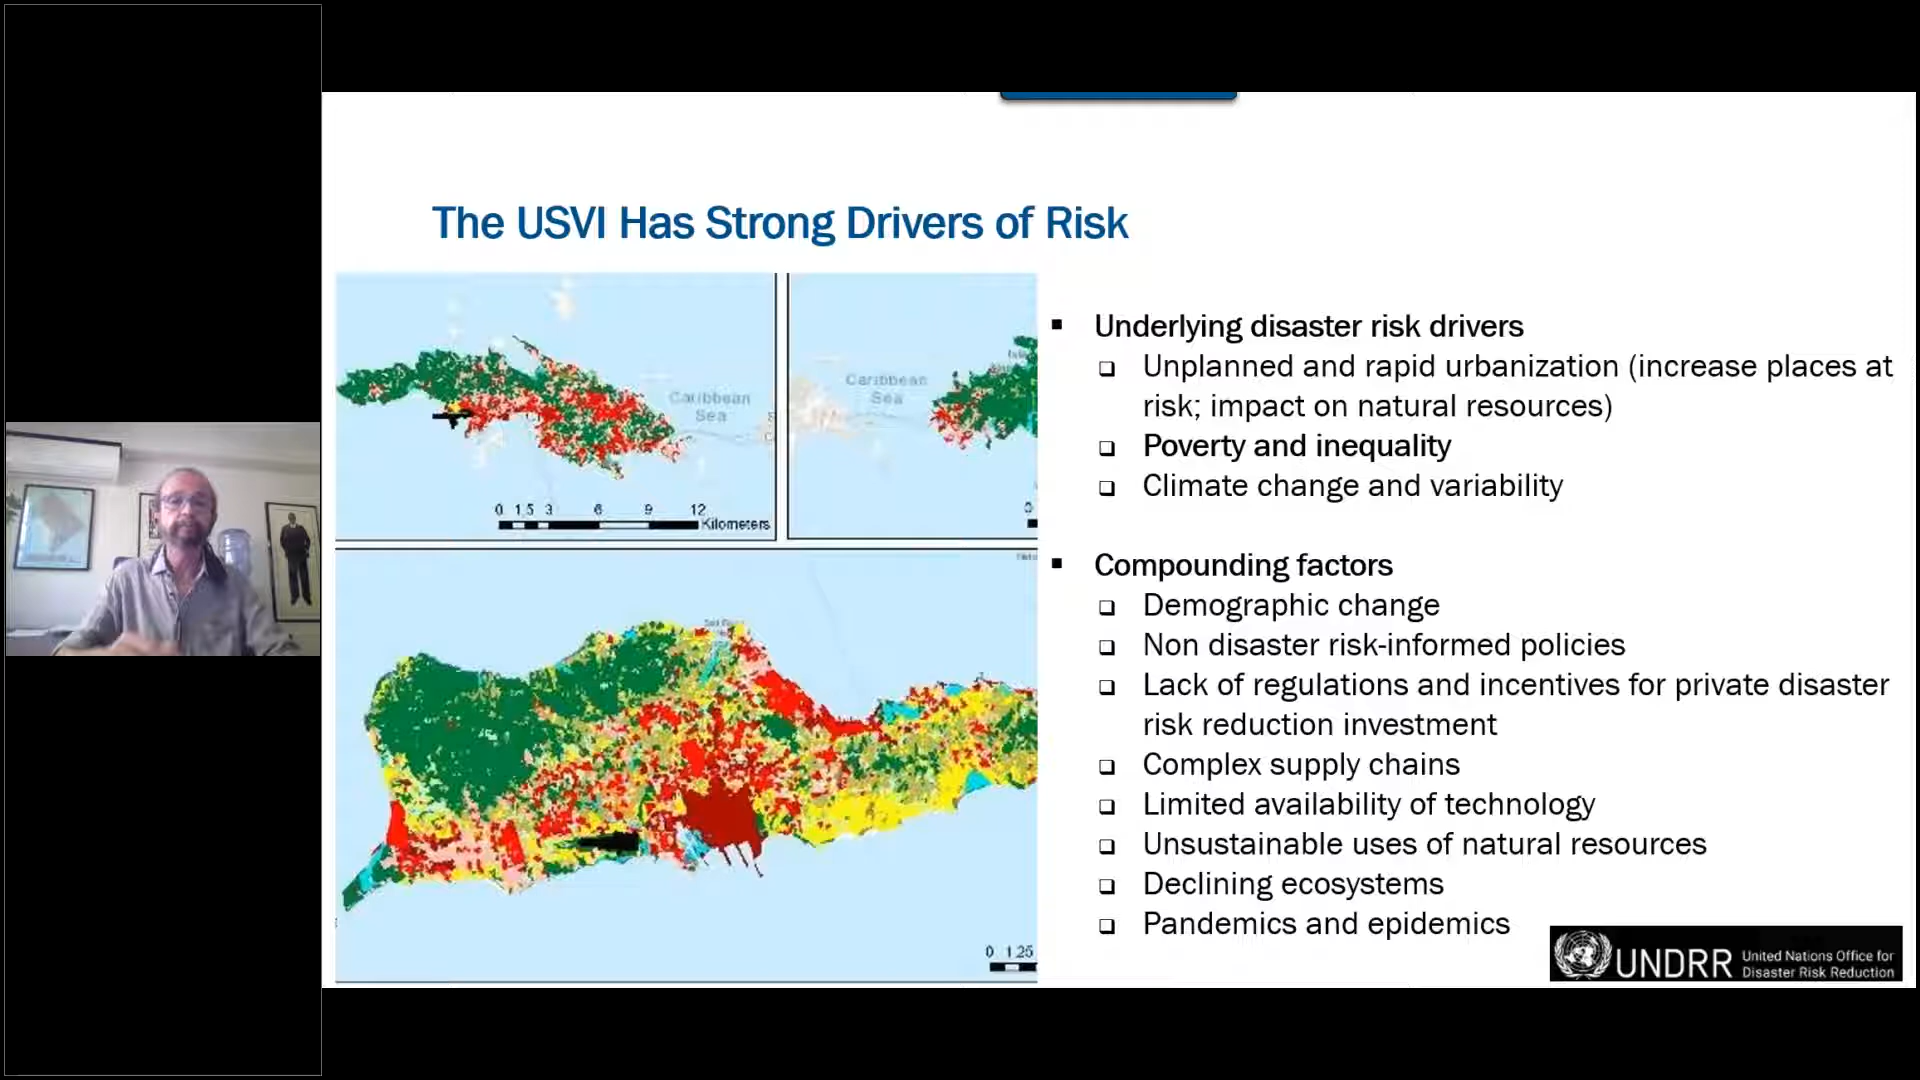 The USVI Has Strong Drivers of Risk
Caribbean
Sea
0 1.5 3 6 9 12
Kilometers
Caribbean
Sea
0
0 1.25
▪ Underlying disaster risk drivers
❑ Unplanned and rapid urbanization (increase places at
risk; impact on natural resources)
❑ Poverty and inequality
❑ Climate change and variability
▪ Compounding factors
❑ Demographic change
❑ Non disaster risk-informed policies
❑ Lack of regulations and incentives for private disaster
risk reduction investment
❑ Complex supply chains
❑ Limited availability of technology
❑ Unsustainable uses of natural resources
❑ Declining ecosystems
❑ Pandemics and epidemics
UNDRR
United Nations Office for
Disaster Risk Reduction